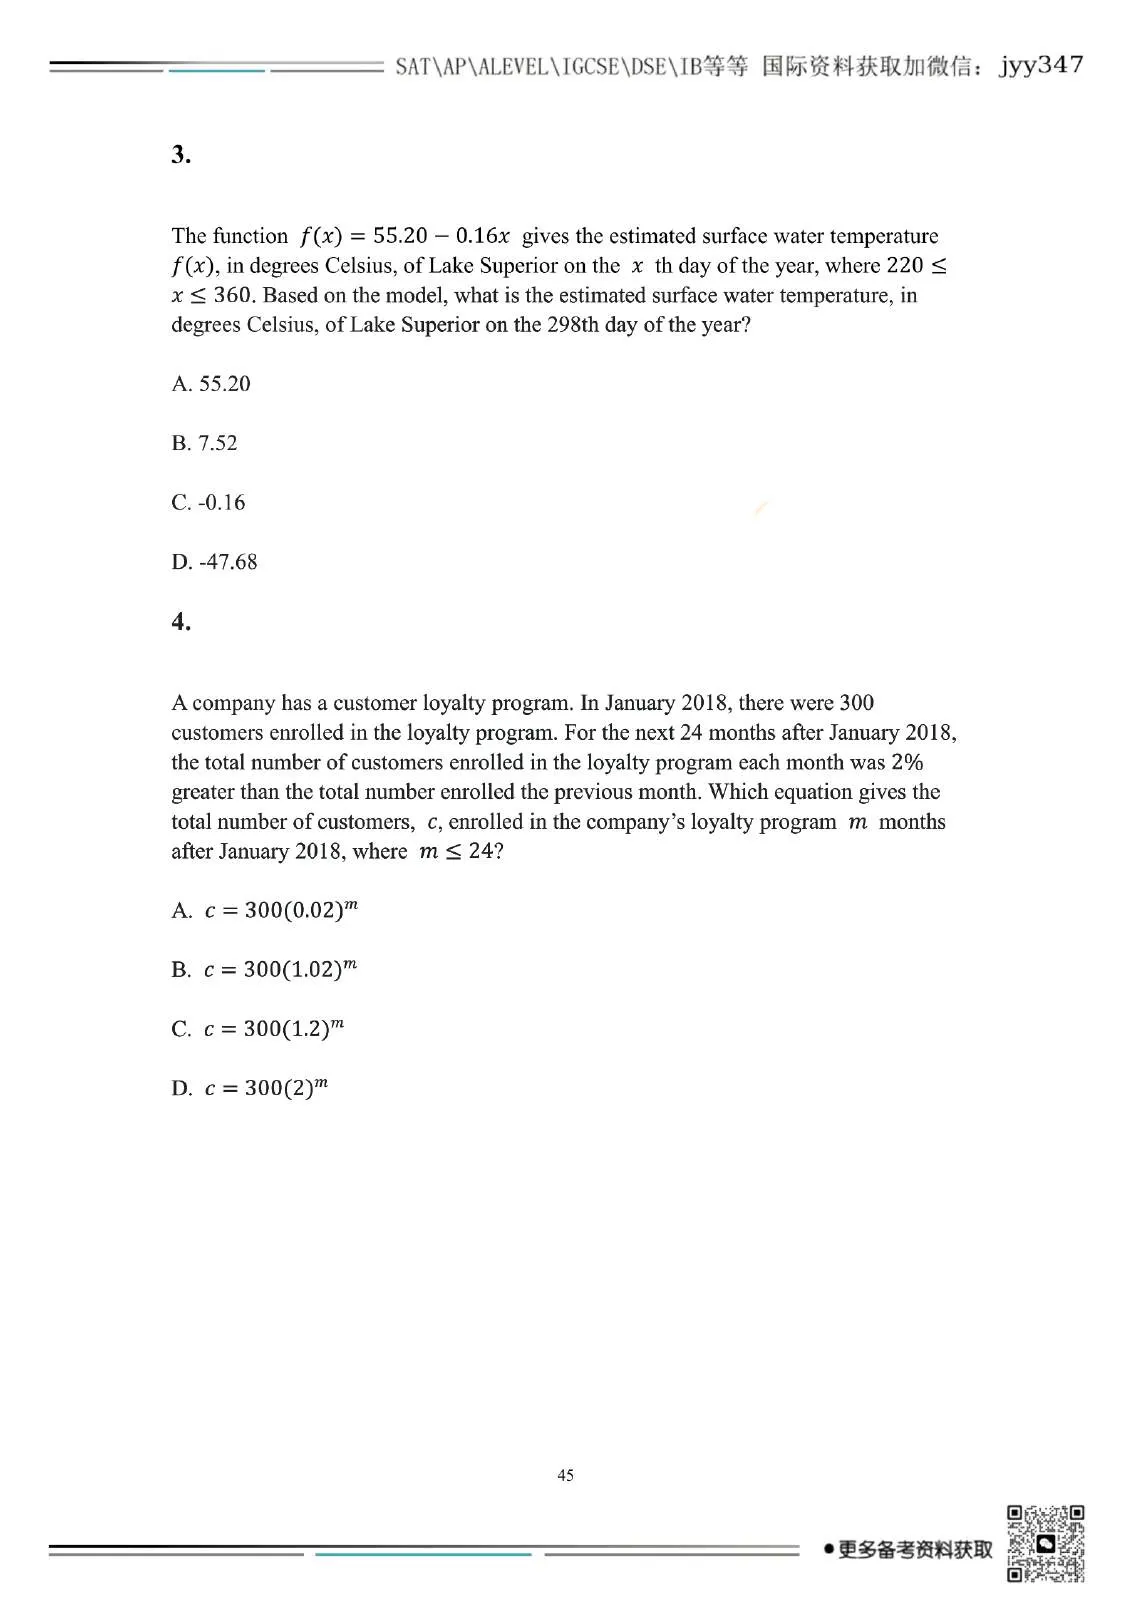 SAT\AP\ALEVEL\IGCSE\DSE\IB等等 国际资料获取加微信：jyy347
3.
The function f(x) = 55.20 − 0.16x gives the estimated surface water temperature
f(x), in degrees Celsius, of Lake Superior on the x th day of the year, where 220 ≤
x ≤ 360. Based on the model, what is the estimated surface water temperature, in
degrees Celsius, of Lake Superior on the 298th day of the year?
A. 55.20
B. 7.52
C. -0.16
D. -47.68
4.
A company has a customer loyalty program. In January 2018, there were 300
customers enrolled in the loyalty program. For the next 24 months after January 2018,
the total number of customers enrolled in the loyalty program each month was 2%
greater than the total number enrolled the previous month. Which equation gives the
total number of customers, c, enrolled in the company’s loyalty program m months
after January 2018, where m ≤ 24?
A. c = 300(0.02)^m
B. c = 300(1.02)^m
C. c = 300(1.2)^m
D. c = 300(2)^m
45
●更多备考资料获取